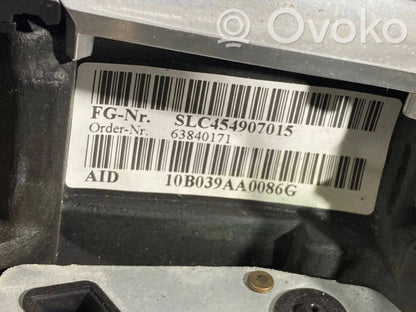 Ovoko
FG-Nr. SLC454907015
Order-Nr. 63840171
AID 10B039AA0086G